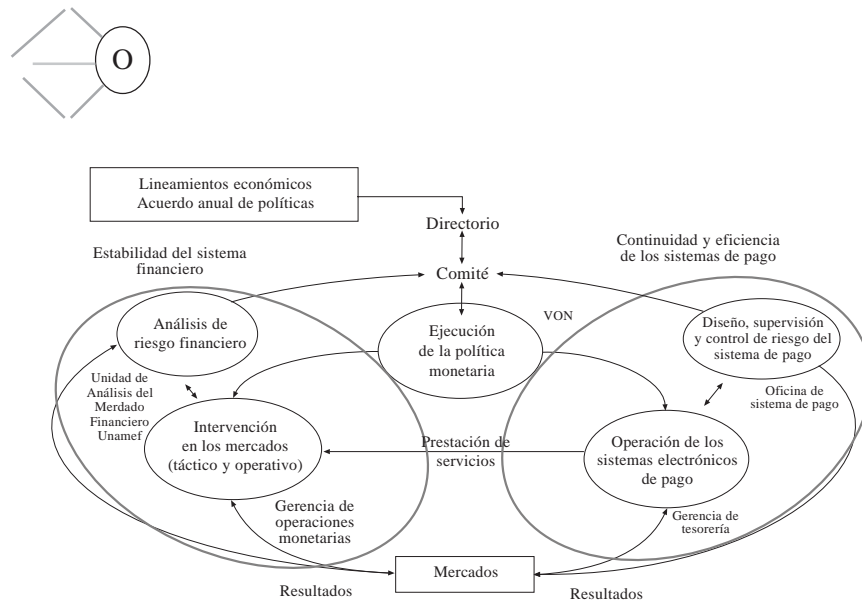 O
Lineamientos económicos
Acuerdo anual de políticas
Directorio
Estabilidad del sistema
financiero
Continuidad y eficiencia
de los sistemas de pago
Comité
VON
Análisis de
riesgo financiero
Ejecución
de la política
monetaria
Diseño, supervisión
y control de riesgo del
sistema de pago
Unidad de
Análisis del
Merdado
Financiero
Unamef
Oficina de
sistema de pago
Intervención
en los mercados
(táctico y operativo)
Prestación de
servicios
Operación de los
sistemas electrónicos
de pago
Gerencia de
operaciones
monetarias
Gerencia de
tesorería
Mercados
Resultados
Resultados